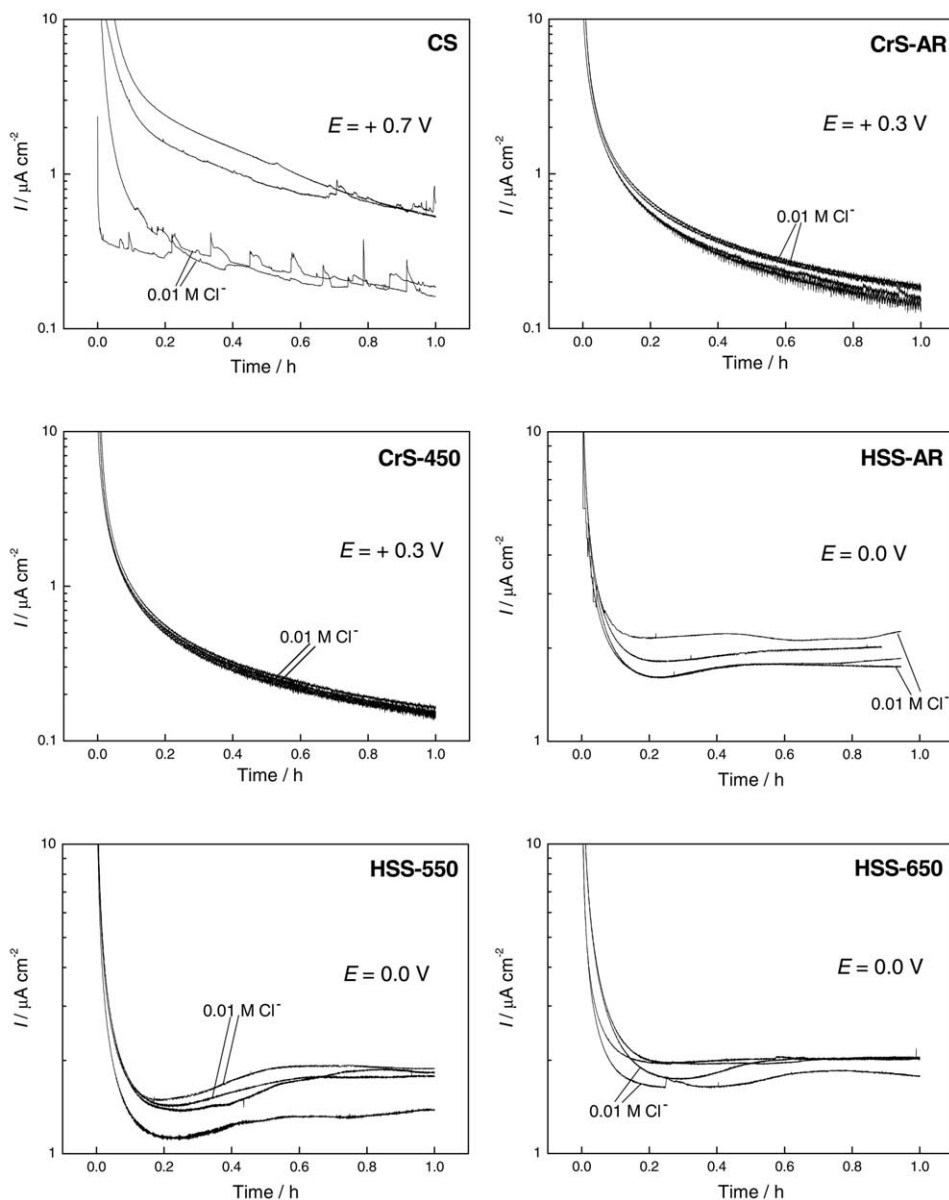 10
CS
E = + 0.7 V
1
I / μA cm⁻²
0.01 M Cl⁻
0.1
0.0 0.2 0.4 0.6 0.8 1.0
Time / h
10
CrS-AR
E = + 0.3 V
1
I / μA cm⁻²
0.01 M Cl⁻
0.1
0.0 0.2 0.4 0.6 0.8 1.0
Time / h
10
CrS-450
E = + 0.3 V
1
I / μA cm⁻²
0.01 M Cl⁻
0.1
0.0 0.2 0.4 0.6 0.8 1.0
Time / h
10
HSS-AR
E = 0.0 V
I / μA cm⁻²
0.01 M Cl⁻
1
0.0 0.2 0.4 0.6 0.8 1.0
Time / h
10
HSS-550
E = 0.0 V
I / μA cm⁻²
0.01 M Cl⁻
1
0.0 0.2 0.4 0.6 0.8 1.0
Time / h
10
HSS-650
E = 0.0 V
I / μA cm⁻²
0.01 M Cl⁻
1
0.0 0.2 0.4 0.6 0.8 1.0
Time / h